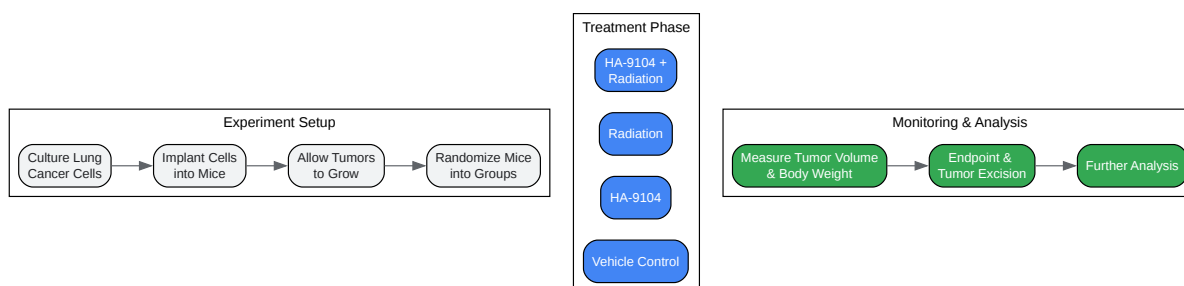 Experiment Setup
Culture Lung
Cancer Cells
Implant Cells
into Mice
Allow Tumors
to Grow
Randomize Mice
into Groups
Treatment Phase
HA-9104 +
Radiation
Radiation
HA-9104
Vehicle Control
Monitoring & Analysis
Measure Tumor Volume
& Body Weight
Endpoint &
Tumor Excision
Further Analysis